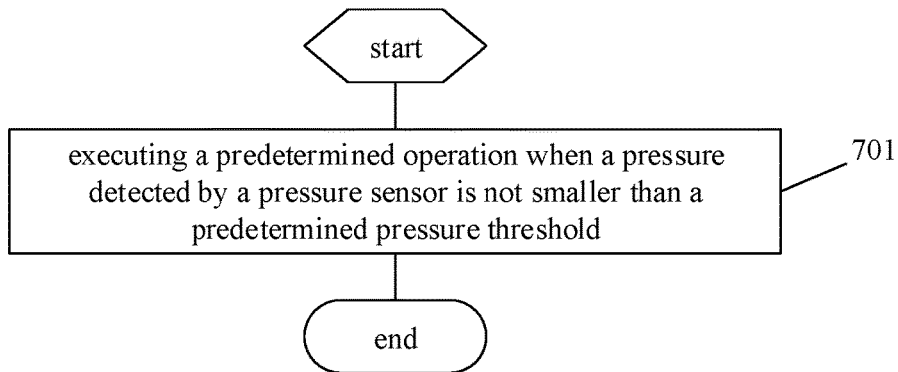 start
executing a predetermined operation when a pressure
detected by a pressure sensor is not smaller than a
predetermined pressure threshold
701
end